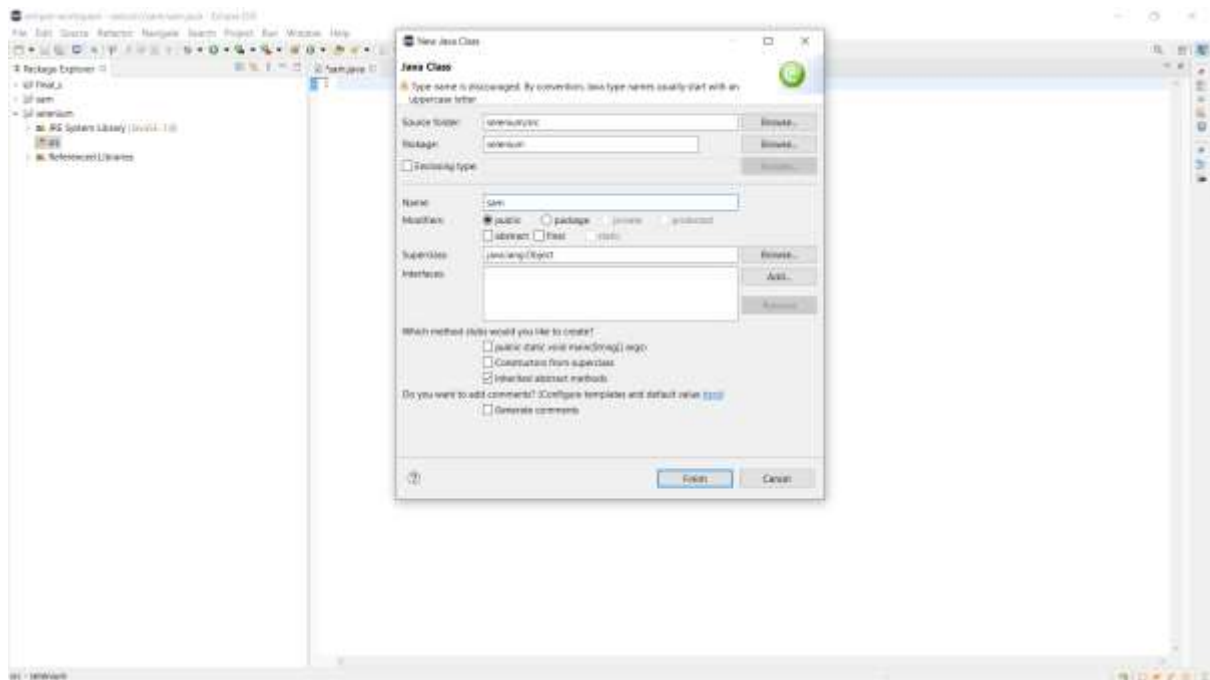 File Edit Source Refactor Navigate Search Project Run Window Help
Package Explorer
final_s
sam
selenium
JRE System Library
src
Referenced Libraries
*sam.java
1
New Java Class
Java Class
Type name is discouraged. By convention, Java type names usually start with an
uppercase letter
Source folder: selenium/src Browse...
Package: selenium Browse...
Enclosing type: Browse...
Name: sam
Modifiers: public package private protected
abstract final static
Superclass: java.lang.Object Browse...
Interfaces: Add...
Remove
Which method stubs would you like to create?
public static void main(String[] args)
Constructors from superclass
Inherited abstract methods
Do you want to add comments? (Configure templates and default value here)
Generate comments
Finish Cancel
src - selenium